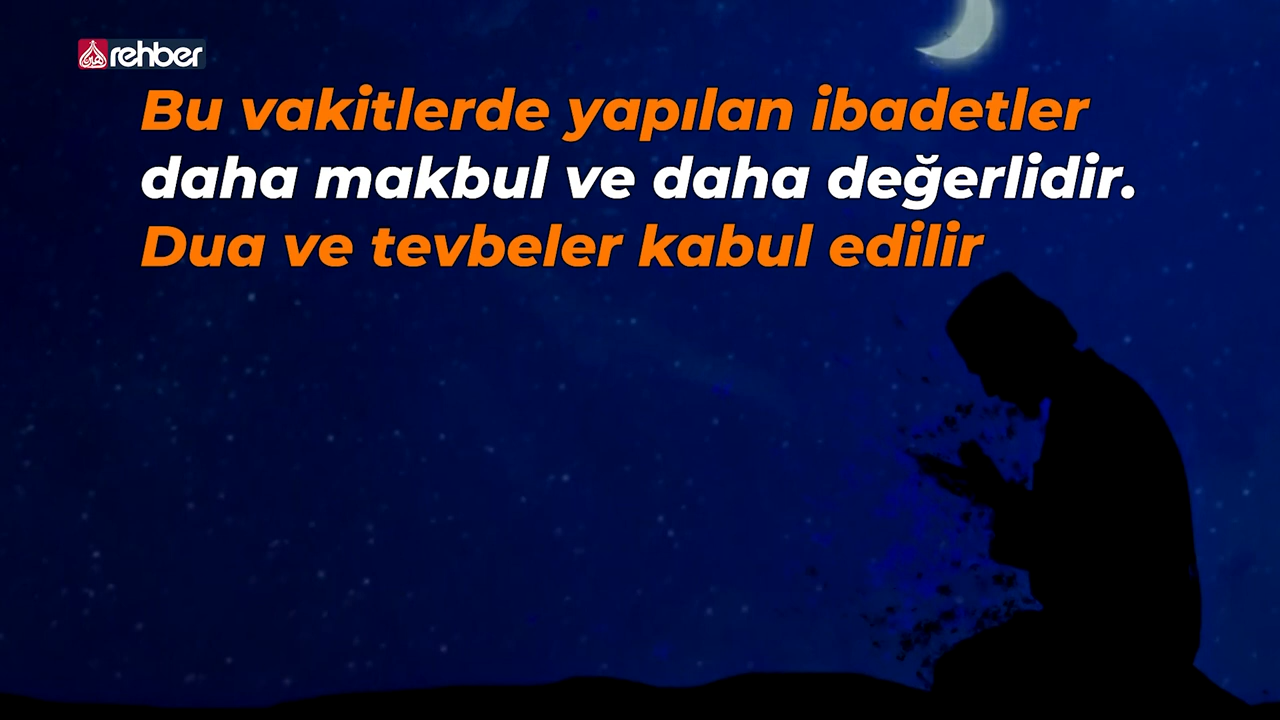 rehber
Bu vakitlerde yapılan ibadetler
daha makbul ve daha değerlidir.
Dua ve tevbeler kabul edilir